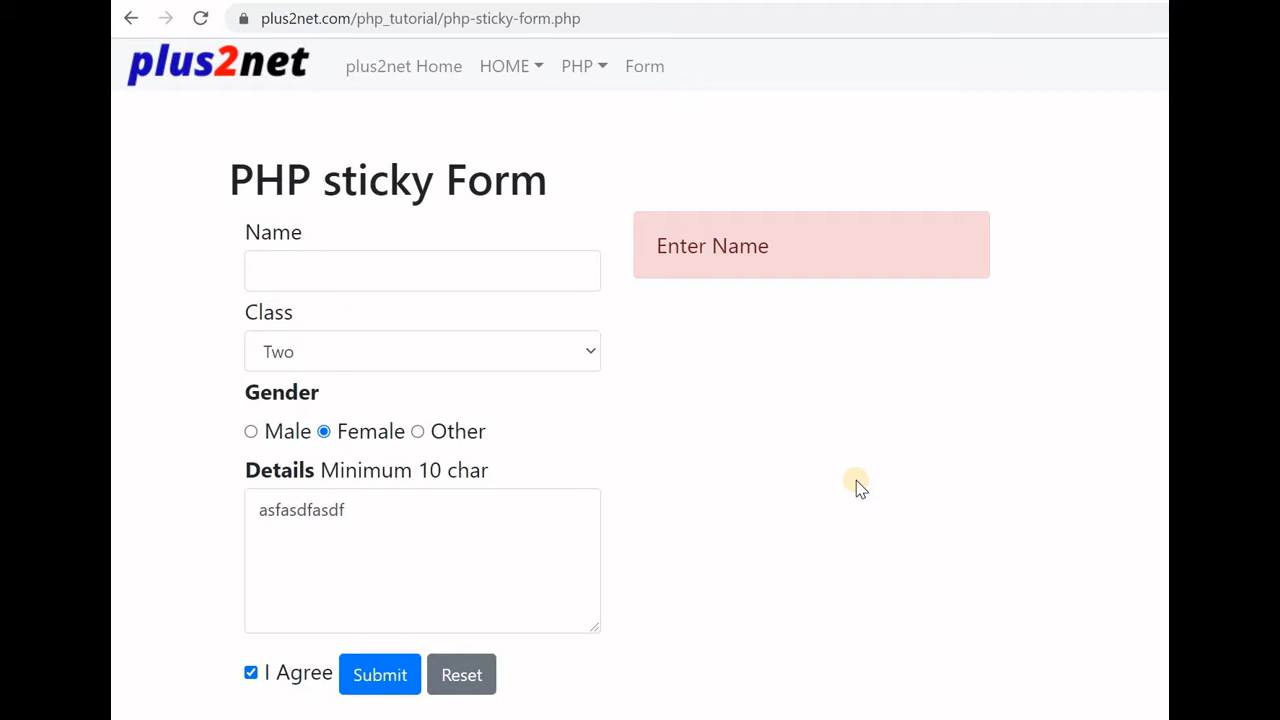 plus2net.com/php_tutorial/php-sticky-form.php
plus2net plus2net Home HOME PHP Form
PHP sticky Form
Name
Enter Name
Class
Two
Gender
Male Female Other
Details Minimum 10 char
asfasdfasdf
I Agree Submit Reset